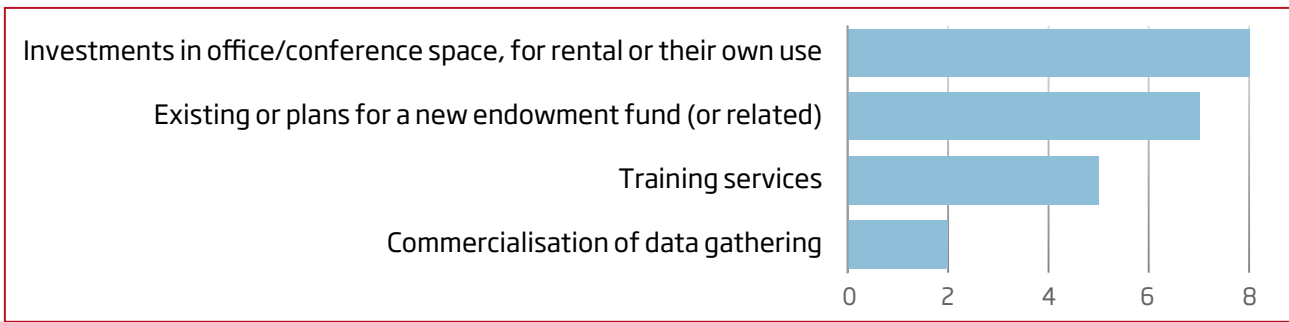 Investments in office/conference space, for rental or their own use
Existing or plans for a new endowment fund (or related)
Training services
Commercialisation of data gathering
0 2 4 6 8